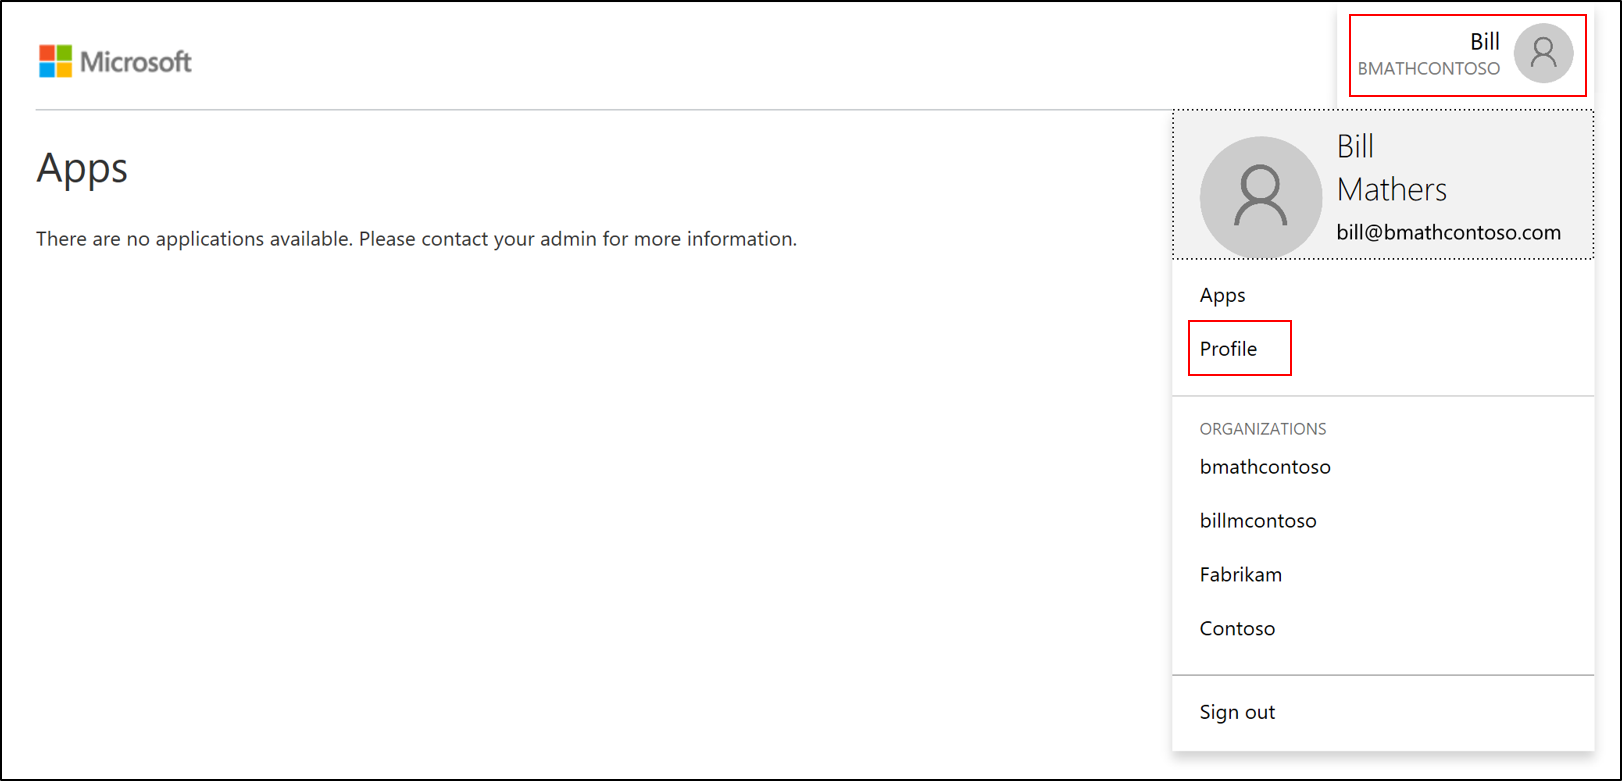 Microsoft
Bill
BMATHCONTOSO
Apps
There are no applications available. Please contact your admin for more information.
Bill
Mathers
bill@bmathcontoso.com
Apps
Profile
ORGANIZATIONS
bmathcontoso
billmcontoso
Fabrikam
Contoso
Sign out